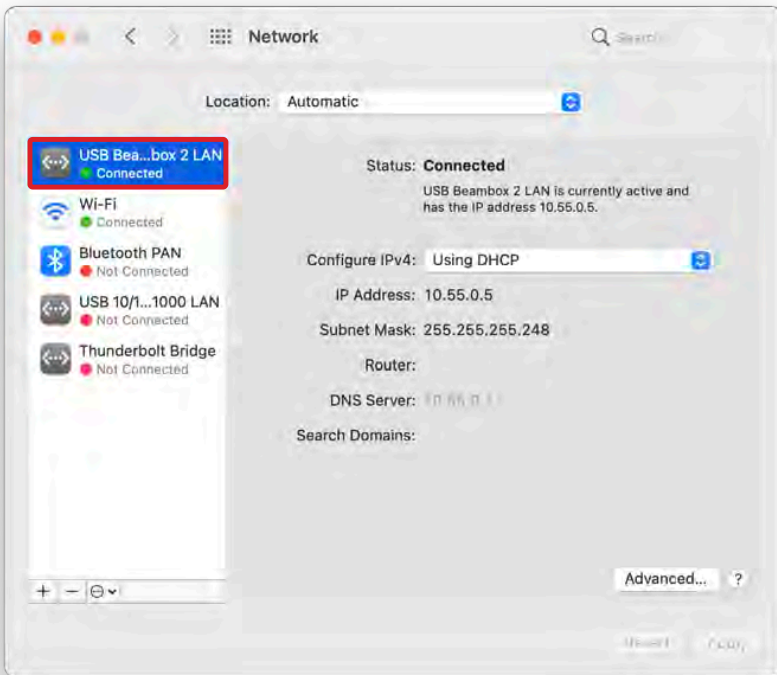 Network
Search
Location: Automatic
USB Bea...box 2 LAN
Connected
Wi-Fi
Connected
Bluetooth PAN
Not Connected
USB 10/1...1000 LAN
Not Connected
Thunderbolt Bridge
Not Connected
Status: Connected
USB Beambox 2 LAN is currently active and
has the IP address 10.55.0.5.
Configure IPv4: Using DHCP
IP Address: 10.55.0.5
Subnet Mask: 255.255.255.248
Router:
DNS Server:
Search Domains:
Advanced... ?
Revert Apply